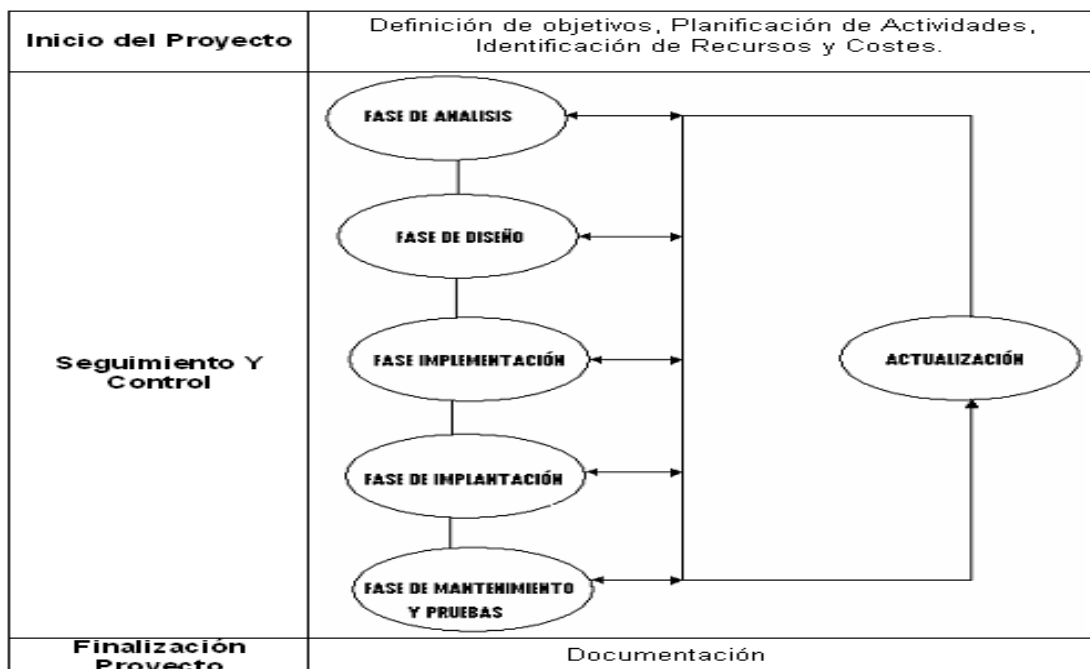 Inicio del Proyecto
Definición de objetivos, Planificación de Actividades,
Identificación de Recursos y Costes.
Seguimiento Y
Control
FASE DE ANALISIS
FASE DE DISEÑO
FASE IMPLEMENTACIÓN
FASE DE IMPLANTACIÓN
FASE DE MANTENIMIENTO
Y PRUEBAS
ACTUALIZACIÓN
Finalización
Proyecto
Documentación